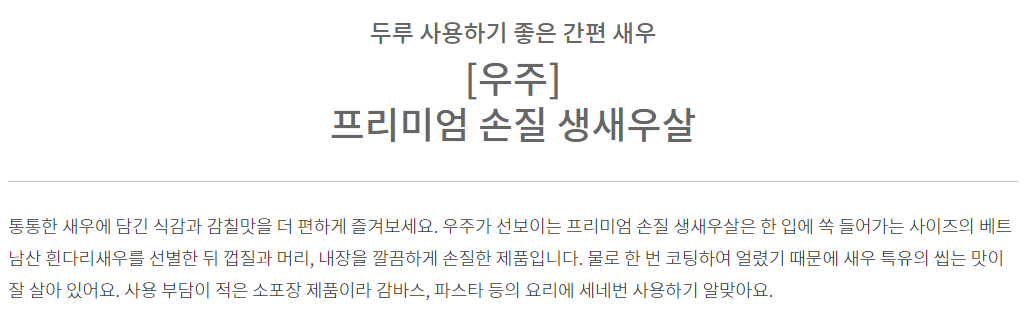 두루 사용하기 좋은 간편 새우
[우주]
프리미엄 손질 생새우살
통통한 새우에 담긴 식감과 감칠맛을 더 편하게 즐겨보세요. 우주가 선보이는 프리미엄 손질 생새우살은 한 입에 쏙 들어가는 사이즈의 베트
남산 흰다리새우를 선별한 뒤 껍질과 머리, 내장을 깔끔하게 손질한 제품입니다. 물로 한 번 코팅하여 얼렸기 때문에 새우 특유의 씹는 맛이
잘 살아 있어요. 사용 부담이 적은 소포장 제품이라 감바스, 파스타 등의 요리에 세네번 사용하기 알맞아요.